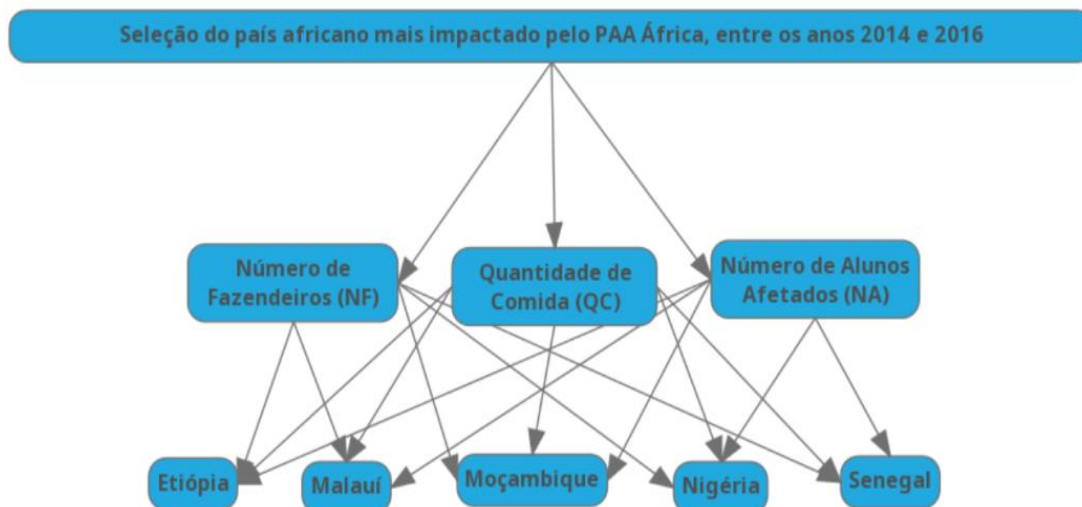 Seleção do país africano mais impactado pelo PAA África, entre os anos 2014 e 2016
Número de
Fazendeiros (NF)
Quantidade de
Comida (QC)
Número de Alunos
Afetados (NA)
Etiópia
Malauí
Moçambique
Nigéria
Senegal